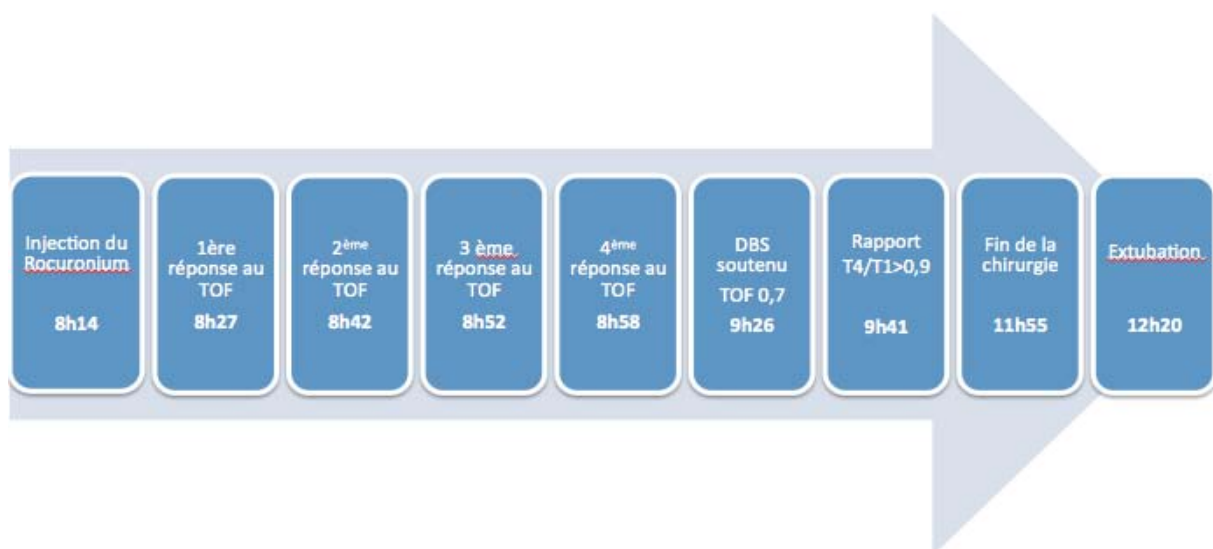 Injection du
Rocuronium
8h14
1ère
réponse au
TOF
8h27
2ème
réponse au
TOF
8h42
3 ème
réponse au
TOF
8h52
4ème
réponse au
TOF
8h58
DBS
soutenu
TOF 0,7
9h26
Rapport
T4/T1>0,9
9h41
Fin de la
chirurgie
11h55
Extubation
12h20